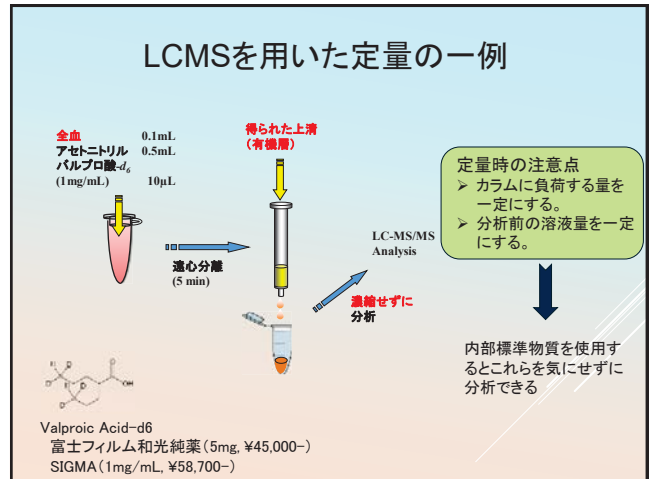 LCMSを用いた定量の一例
全血 0.1mL
アセトニトリル 0.5mL
バルプロ酸-d6
(1mg/mL) 10μL
遠心分離
(5 min)
得られた上清
(有機層)
濃縮せずに
分析
LC-MS/MS
Analysis
定量時の注意点
➢ カラムに負荷する量を
一定にする。
➢ 分析前の溶液量を一定
にする。
内部標準物質を使用す
るとこれらを気にせずに
分析できる
O
OH
D
D
D
Valproic Acid-d6
富士フィルム和光純薬(5mg, ¥45,000-)
SIGMA(1mg/mL, ¥58,700-)